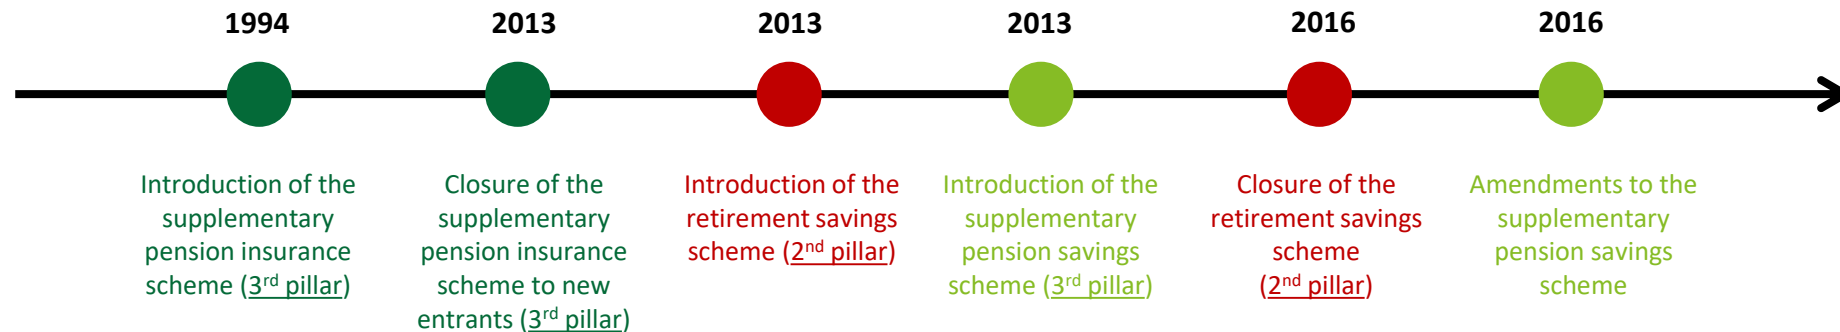 1994
2013
2013
2013
2016
2016
Introduction of the
supplementary
pension insurance
scheme (3rd pillar)
Closure of the
supplementary
pension insurance
scheme to new
entrants (3rd pillar)
Introduction of the
retirement savings
scheme (2nd pillar)
Introduction of the
supplementary
pension savings
scheme (3rd pillar)
Closure of the
retirement savings
scheme
(2nd pillar)
Amendments to the
supplementary
pension savings
scheme